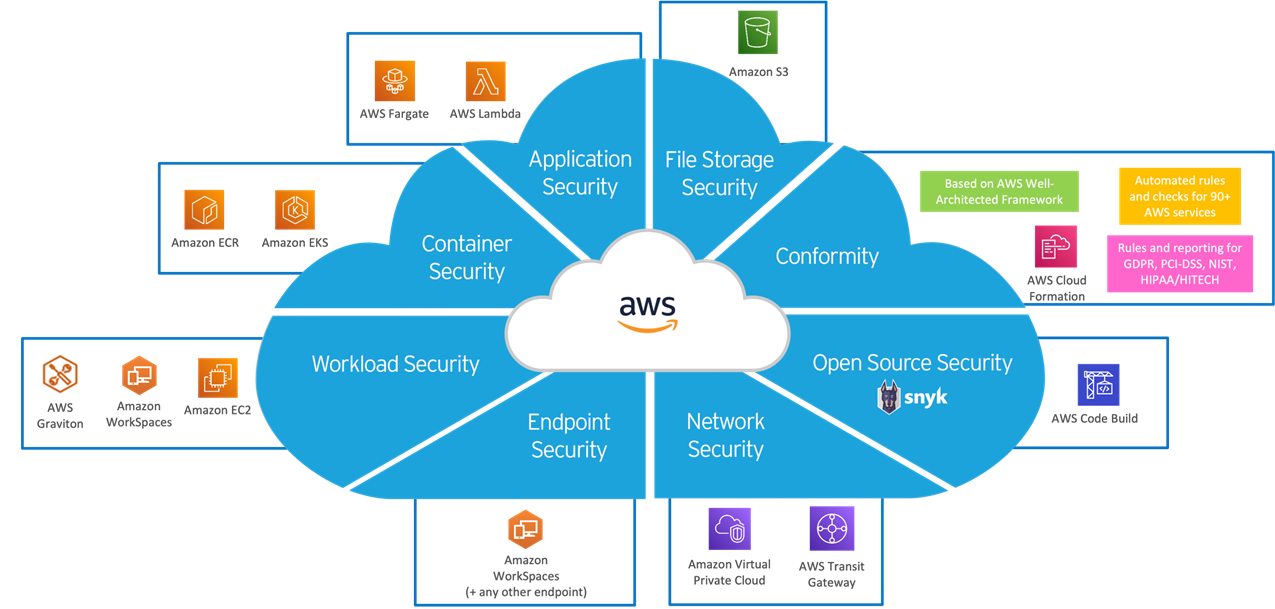 Amazon S3
AWS Fargate
AWS Lambda
Application
Security
File Storage
Security
Based on AWS Well-
Architected Framework
Automated rules
and checks for 90+
AWS services
Amazon ECR
Amazon EKS
Container
Security
Conformity
Rules and reporting for
GDPR, PCI-DSS, NIST,
HIPAA/HITECH
AWS Cloud
Formation
aws
Workload Security
Open Source Security
snyk
AWS
Graviton
Amazon
WorkSpaces
Amazon EC2
AWS Code Build
Endpoint
Security
Network
Security
Amazon
WorkSpaces
(+ any other endpoint)
Amazon Virtual
Private Cloud
AWS Transit
Gateway